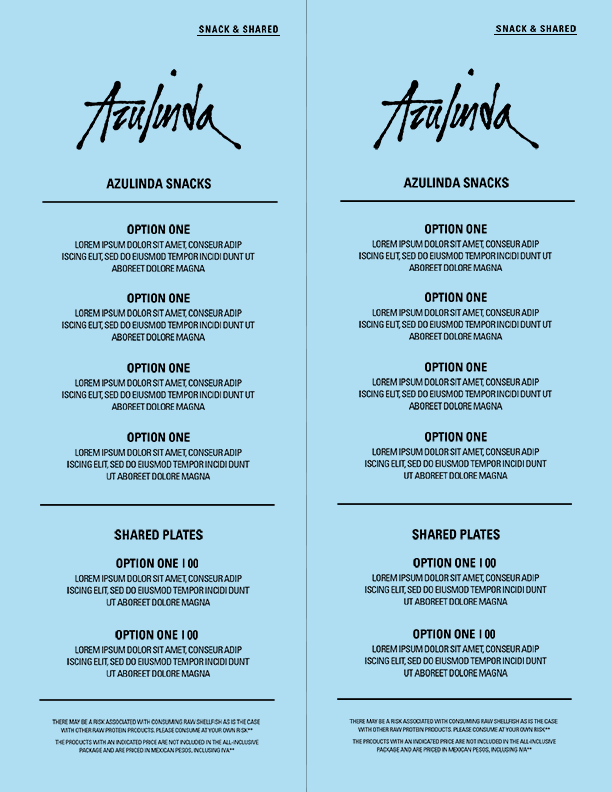 SNACK & SHARED
Azulinda
AZULINDA SNACKS
OPTION ONE
LOREM IPSUM DOLOR SIT AMET, CONSEUR ADIP
ISCING ELIT, SED DO EIUSMOD TEMPOR INCIDI DUNT UT
ABOREET DOLORE MAGNA
OPTION ONE
LOREM IPSUM DOLOR SIT AMET, CONSEUR ADIP
ISCING ELIT, SED DO EIUSMOD TEMPOR INCIDI DUNT UT
ABOREET DOLORE MAGNA
OPTION ONE
LOREM IPSUM DOLOR SIT AMET, CONSEUR ADIP
ISCING ELIT, SED DO EIUSMOD TEMPOR INCIDI DUNT UT
ABOREET DOLORE MAGNA
OPTION ONE
LOREM IPSUM DOLOR SIT AMET, CONSEUR ADIP
ISCING ELIT, SED DO EIUSMOD TEMPOR INCIDI DUNT
UT ABOREET DOLORE MAGNA
SHARED PLATES
OPTION ONE | 00
LOREM IPSUM DOLOR SIT AMET, CONSEUR ADIP
ISCING ELIT, SED DO EIUSMOD TEMPOR INCIDI DUNT
UT ABOREET DOLORE MAGNA
OPTION ONE | 00
LOREM IPSUM DOLOR SIT AMET, CONSEUR ADIP
ISCING ELIT, SED DO EIUSMOD TEMPOR INCIDI DUNT
UT ABOREET DOLORE MAGNA
THERE MAY BE A RISK ASSOCIATED WITH CONSUMING RAW SHELLFISH AS IS THE CASE
WITH OTHER RAW PROTEIN PRODUCTS. PLEASE CONSUME AT YOUR OWN RISK**
THE PRODUCTS WITH AN INDICATED PRICE ARE NOT INCLUDED IN THE ALL-INCLUSIVE
PACKAGE AND ARE PRICED IN MEXICAN PESOS, INCLUSING IVA**
SNACK & SHARED
Azulinda
AZULINDA SNACKS
OPTION ONE
LOREM IPSUM DOLOR SIT AMET, CONSEUR ADIP
ISCING ELIT, SED DO EIUSMOD TEMPOR INCIDI DUNT UT
ABOREET DOLORE MAGNA
OPTION ONE
LOREM IPSUM DOLOR SIT AMET, CONSEUR ADIP
ISCING ELIT, SED DO EIUSMOD TEMPOR INCIDI DUNT UT
ABOREET DOLORE MAGNA
OPTION ONE
LOREM IPSUM DOLOR SIT AMET, CONSEUR ADIP
ISCING ELIT, SED DO EIUSMOD TEMPOR INCIDI DUNT UT
ABOREET DOLORE MAGNA
OPTION ONE
LOREM IPSUM DOLOR SIT AMET, CONSEUR ADIP
ISCING ELIT, SED DO EIUSMOD TEMPOR INCIDI DUNT
UT ABOREET DOLORE MAGNA
SHARED PLATES
OPTION ONE | 00
LOREM IPSUM DOLOR SIT AMET, CONSEUR ADIP
ISCING ELIT, SED DO EIUSMOD TEMPOR INCIDI DUNT
UT ABOREET DOLORE MAGNA
OPTION ONE | 00
LOREM IPSUM DOLOR SIT AMET, CONSEUR ADIP
ISCING ELIT, SED DO EIUSMOD TEMPOR INCIDI DUNT
UT ABOREET DOLORE MAGNA
THERE MAY BE A RISK ASSOCIATED WITH CONSUMING RAW SHELLFISH AS IS THE CASE
WITH OTHER RAW PROTEIN PRODUCTS. PLEASE CONSUME AT YOUR OWN RISK**
THE PRODUCTS WITH AN INDICATED PRICE ARE NOT INCLUDED IN THE ALL-INCLUSIVE
PACKAGE AND ARE PRICED IN MEXICAN PESOS, INCLUSING IVA**